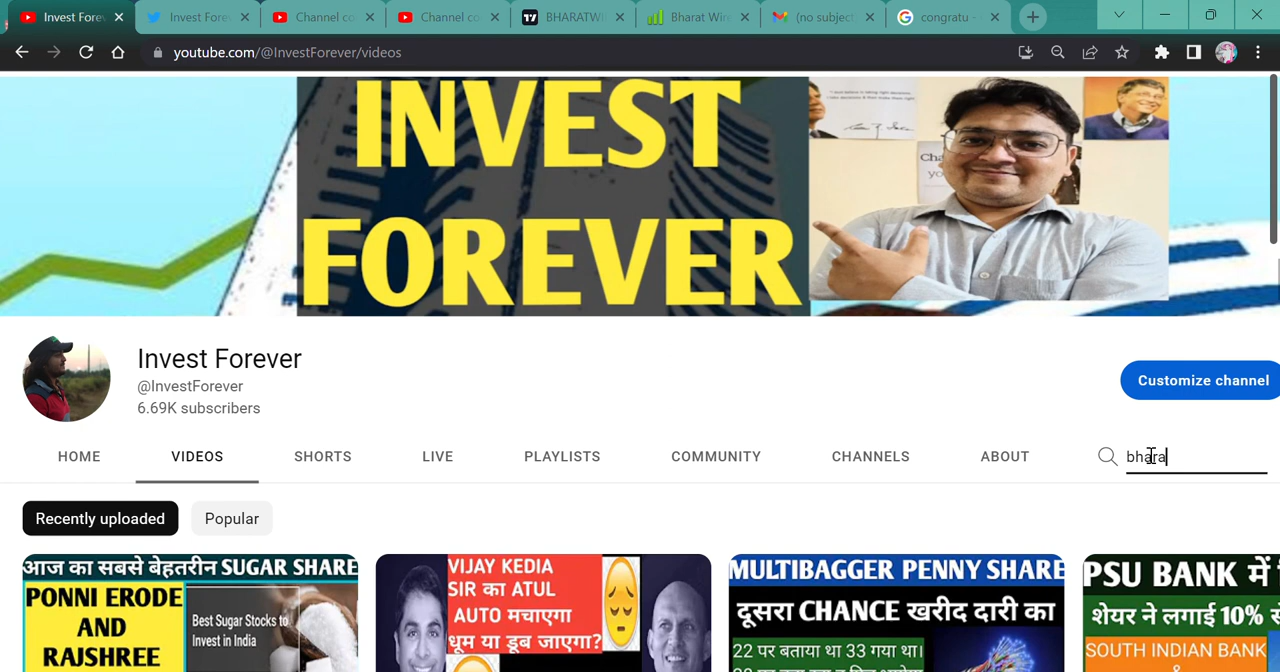 Invest Forev
Invest Forev
Channel co
Channel co
BHARATWI
Bharat Wir
(no subject
congratu -
youtube.com/@InvestForever/videos
INVEST
FOREVER
Invest Forever
@InvestForever
6.69K subscribers
Customize channel
HOME
VIDEOS
SHORTS
LIVE
PLAYLISTS
COMMUNITY
CHANNELS
ABOUT
bhara
Recently uploaded
Popular
आज का सबसे बेहतरीन SUGAR SHARE
PONNI ERODE
AND
RAJSHREE
Best Sugar Stocks to
Invest in India
VIJAY KEDIA
SIR का ATUL
AUTO मचाएगा
धूम या डूब जाएगा?
MULTIBAGGER PENNY SHARE
दूसरा CHANCE खरीद दारी का
22 पर बताया था 33 गया था।
PSU BANK में
शेयर ने लगाई 10%
SOUTH INDIAN BANK
&